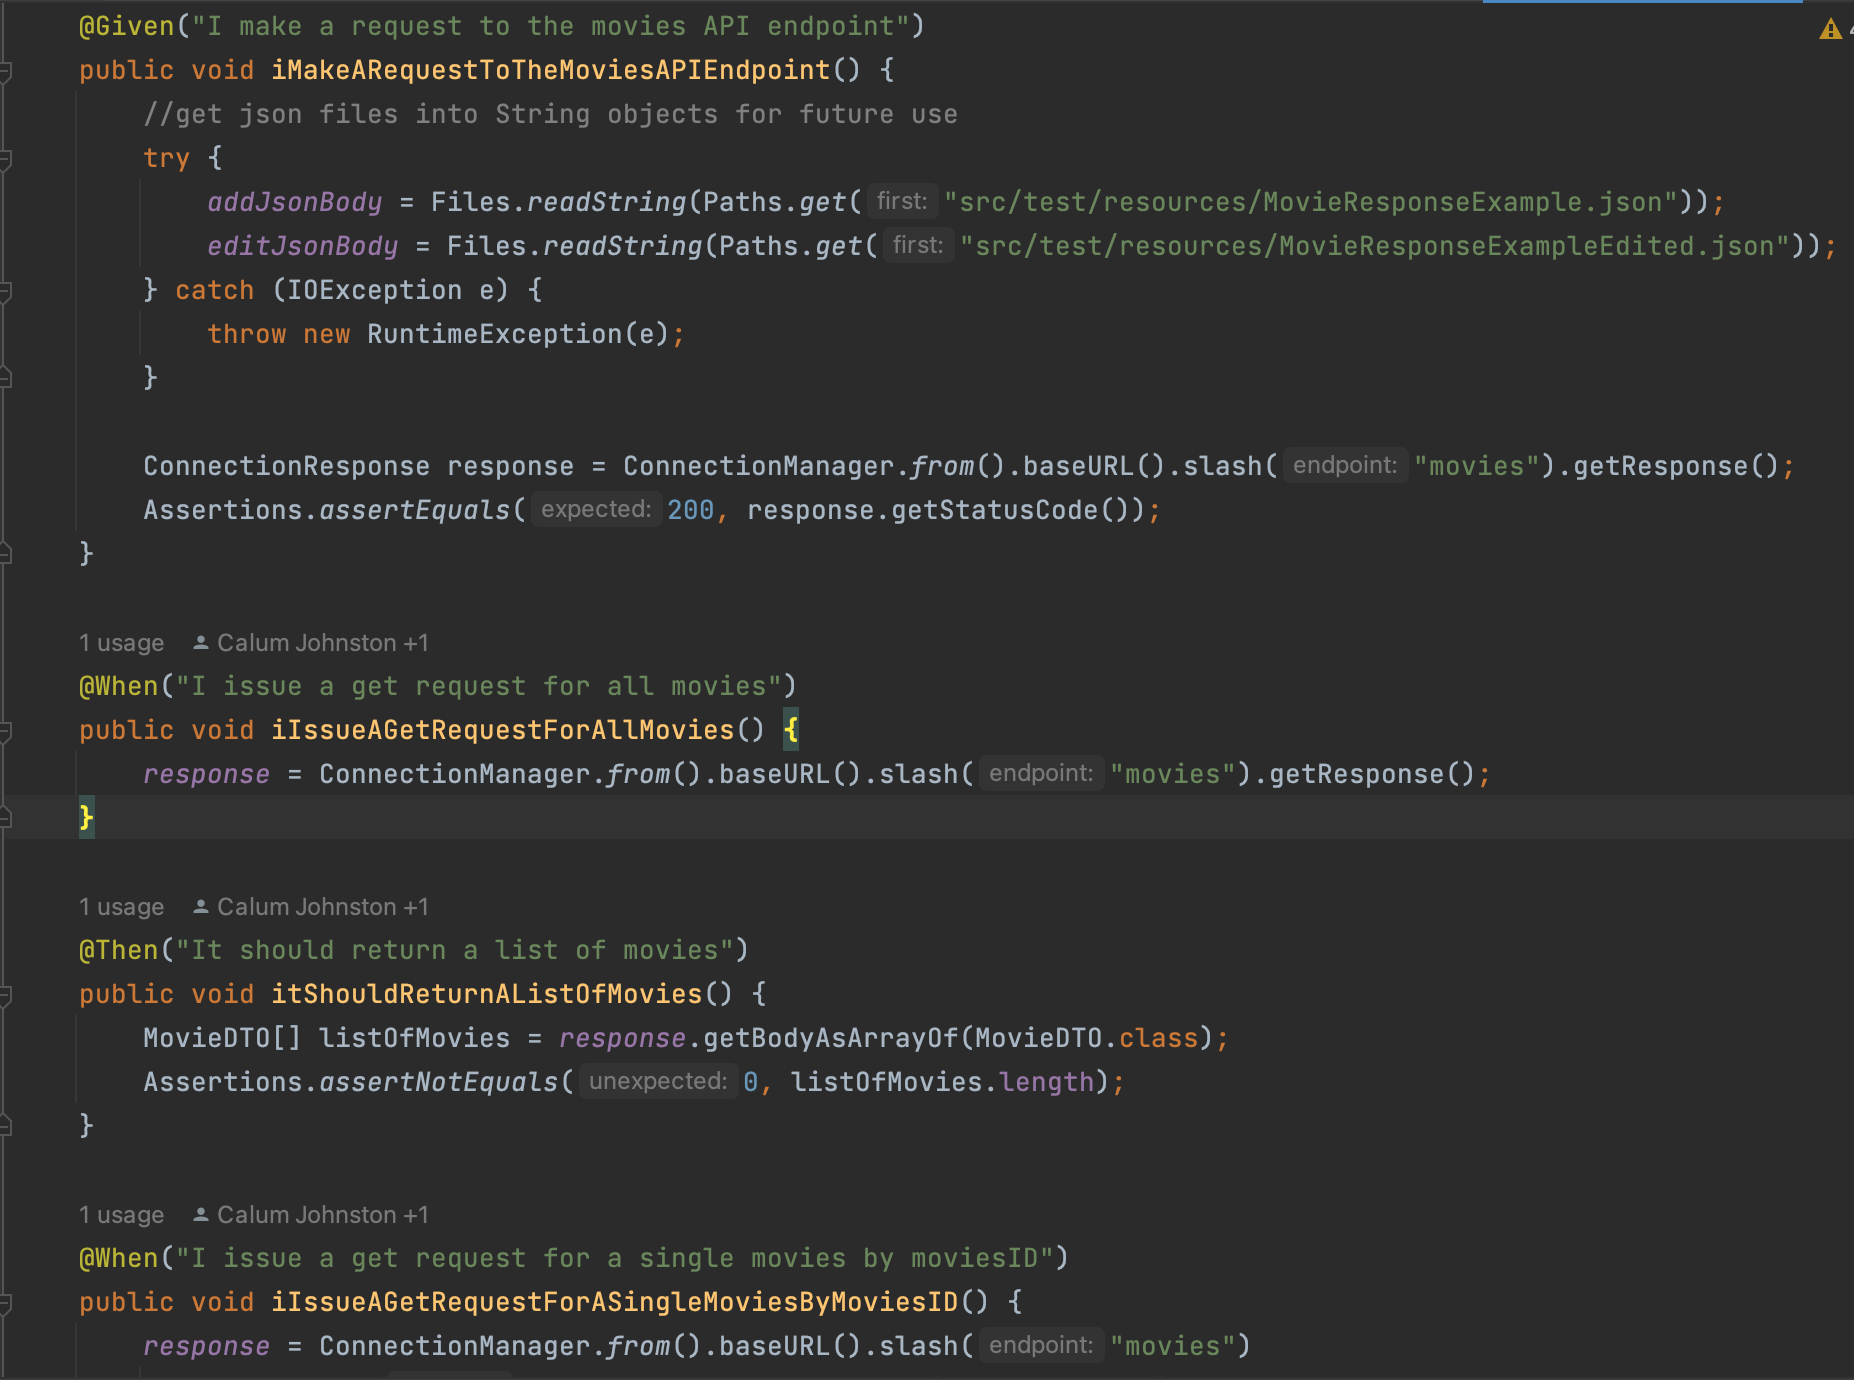 @Given("I make a request to the movies API endpoint")
public void iMakeARequestToTheMoviesAPIEndpoint() {
//get json files into String objects for future use
try {
addJsonBody = Files.readString(Paths.get( first: "src/test/resources/MovieResponseExample.json"));
editJsonBody = Files.readString(Paths.get( first: "src/test/resources/MovieResponseExampleEdited.json"));
} catch (IOException e) {
throw new RuntimeException(e);
}
ConnectionResponse response = ConnectionManager.from().baseURL().slash( endpoint: "movies").getResponse();
Assertions.assertEquals( expected: 200, response.getStatusCode());
}
1 usage Calum Johnston +1
@When("I issue a get request for all movies")
public void iIssueAGetRequestForAllMovies() {
response = ConnectionManager.from().baseURL().slash( endpoint: "movies").getResponse();
}
1 usage Calum Johnston +1
@Then("It should return a list of movies")
public void itShouldReturnAListOfMovies() {
MovieDTO[] listOfMovies = response.getBodyAsArrayOf(MovieDTO.class);
Assertions.assertNotEquals( unexpected: 0, listOfMovies.length);
}
1 usage Calum Johnston +1
@When("I issue a get request for a single movies by moviesID")
public void iIssueAGetRequestForASingleMoviesByMoviesID() {
response = ConnectionManager.from().baseURL().slash( endpoint: "movies")